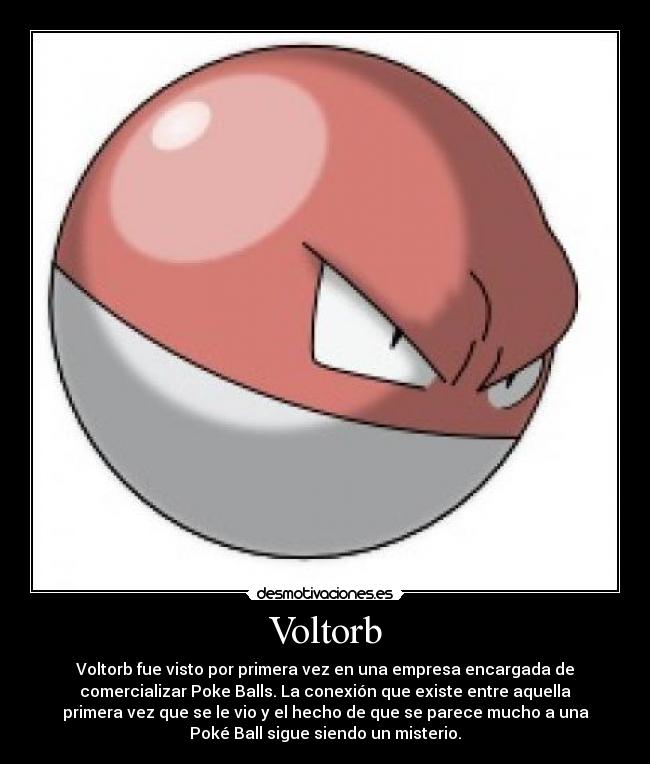 desmotivaciones.es
Voltorb
Voltorb fue visto por primera vez en una empresa encargada de
comercializar Poke Balls. La conexión que existe entre aquella
primera vez que se le vio y el hecho de que se parece mucho a una
Poké Ball sigue siendo un misterio.